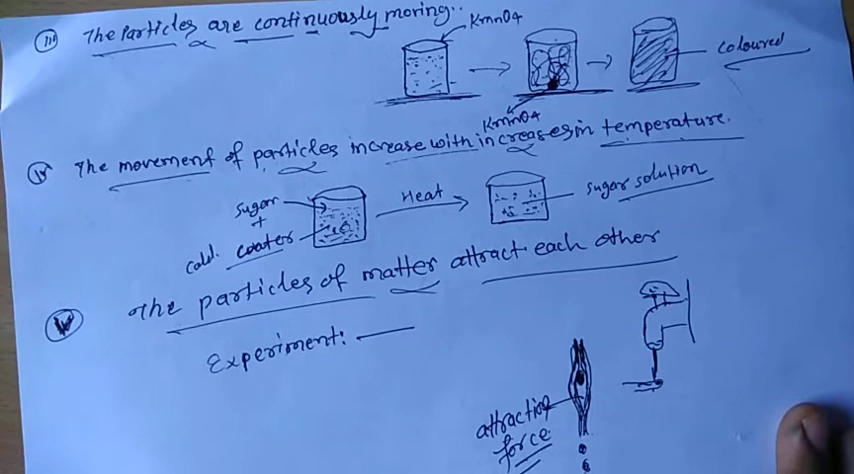 (iii) The Particles are continuously moving..
KmnO4
coloured
KmnO4
(iv) The movement of particles increase with increases in temperature.
sugar
+
cold. water
Heat
sugar solution
(v) The particles of matter attract each other
Experiment: —
attraction
force